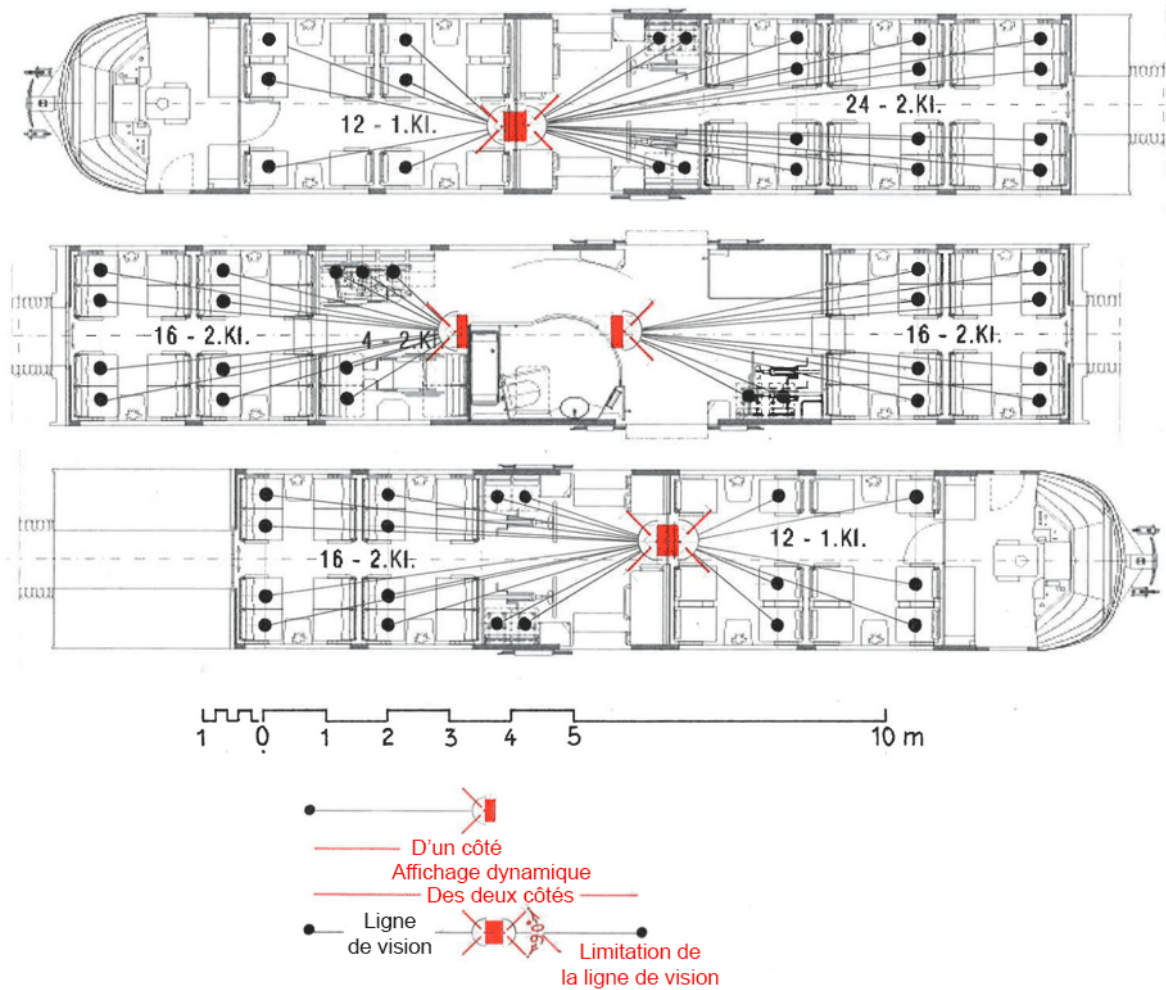 12 - 1.Kl.
24 - 2.Kl.
16 - 2.Kl.
4 - 2.Kl
16 - 2.Kl.
16 - 2.Kl.
12 - 1.Kl.
1 0 1 2 3 4 5 10 m
D'un côté
Affichage dynamique
Des deux côtés
Ligne
de vision
<90°
Limitation de
la ligne de vision